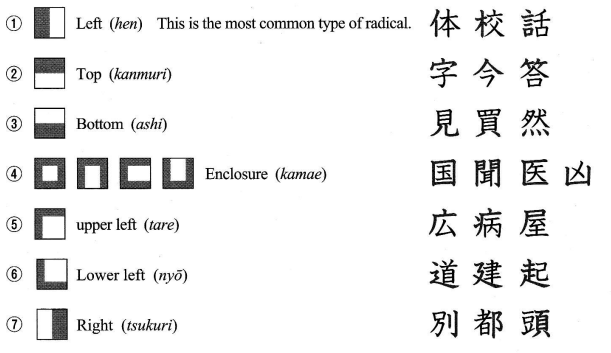 ① Left (hen) This is the most common type of radical. 体 校 話
② Top (kanmuri) 字 今 答
③ Bottom (ashi) 見 買 然
④ Enclosure (kamae) 国 聞 医 凶
⑤ upper left (tare) 広 病 屋
⑥ Lower left (nyō) 道 建 起
⑦ Right (tsukuri) 別 都 頭